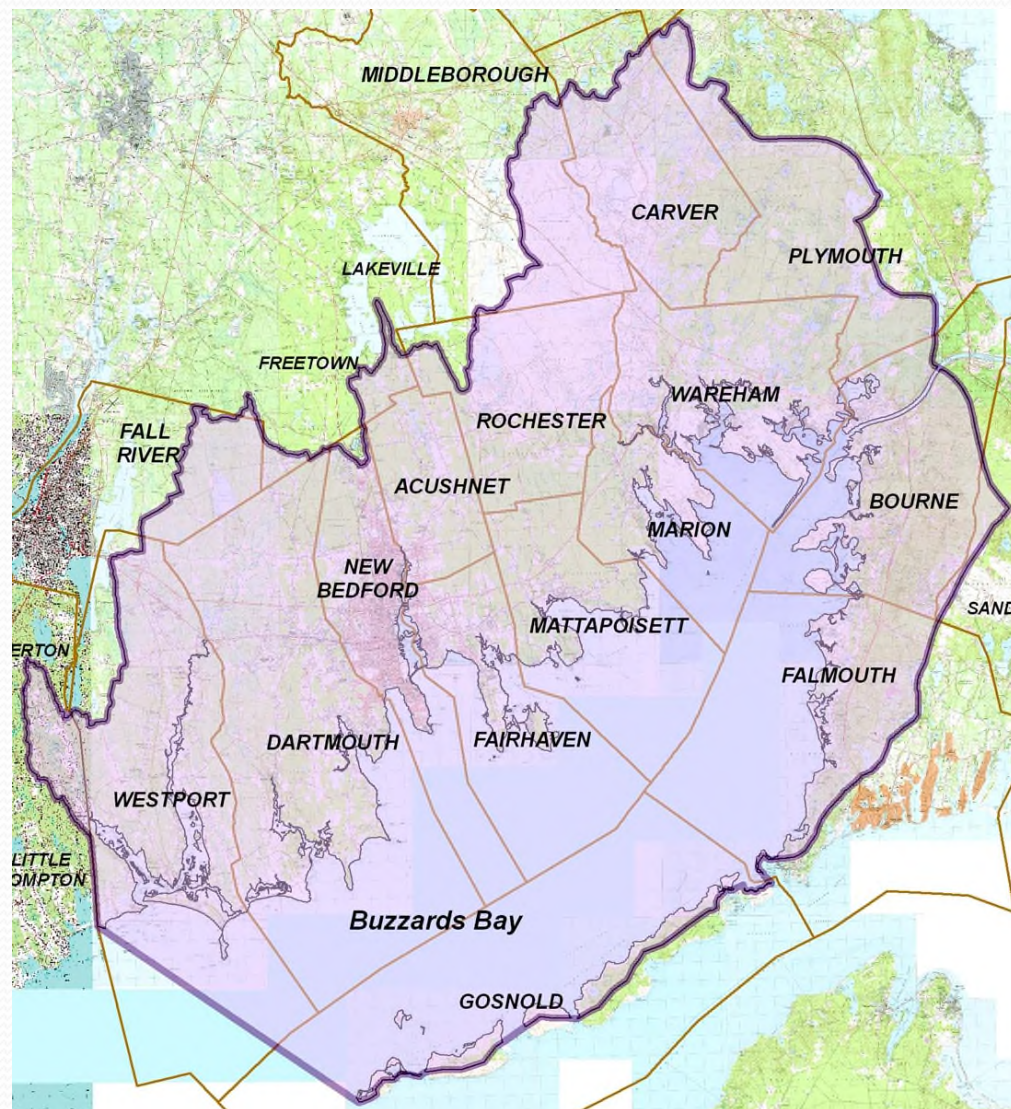 MIDDLEBOROUGH
CARVER
PLYMOUTH
LAKEVILLE
FREETOWN
WAREHAM
ROCHESTER
FALL
RIVER
ACUSHNET
BOURNE
MARION
NEW
BEDFORD
SAND
MATTAPOISETT
ERTON
FALMOUTH
DARTMOUTH
FAIRHAVEN
WESTPORT
LITTLE
OMPTON
Buzzards Bay
GOSNOLD